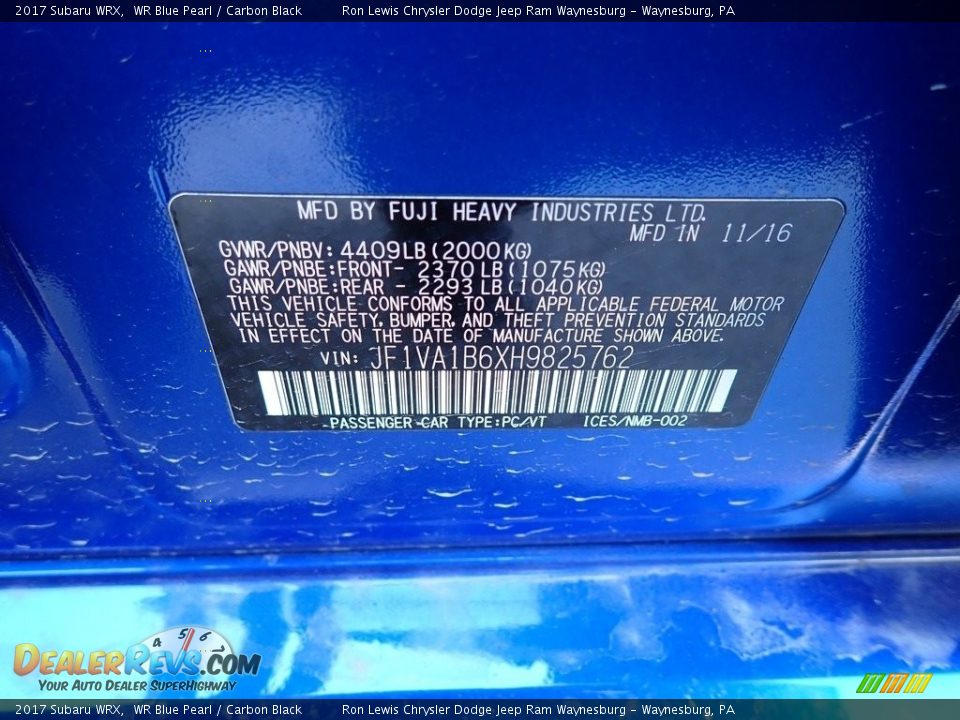 2017 Subaru WRX,  WR Blue Pearl / Carbon Black          Ron Lewis Chrysler Dodge Jeep Ram Waynesburg - Waynesburg, PA
MFD BY FUJI HEAVY INDUSTRIES LTD.
MFD IN 11/16
GVWR/PNBV: 4409LB (2000KG)
GAWR/PNBE:FRONT- 2370LB (1075KG)
GAWR/PNBE:REAR - 2293LB (1040KG)
THIS VEHICLE CONFORMS TO ALL APPLICABLE FEDERAL MOTOR
VEHICLE SAFETY, BUMPER, AND THEFT PREVENTION STANDARDS
IN EFFECT ON THE DATE OF MANUFACTURE SHOWN ABOVE.
VIN: JF1VA1B6XH9825762
PASSENGER CAR TYPE:PC/VT ICES/NMB-002
4 5 6
DEALERREVS.COM
YOUR AUTO DEALER SUPERHIGHWAY
2017 Subaru WRX,  WR Blue Pearl / Carbon Black          Ron Lewis Chrysler Dodge Jeep Ram Waynesburg - Waynesburg, PA